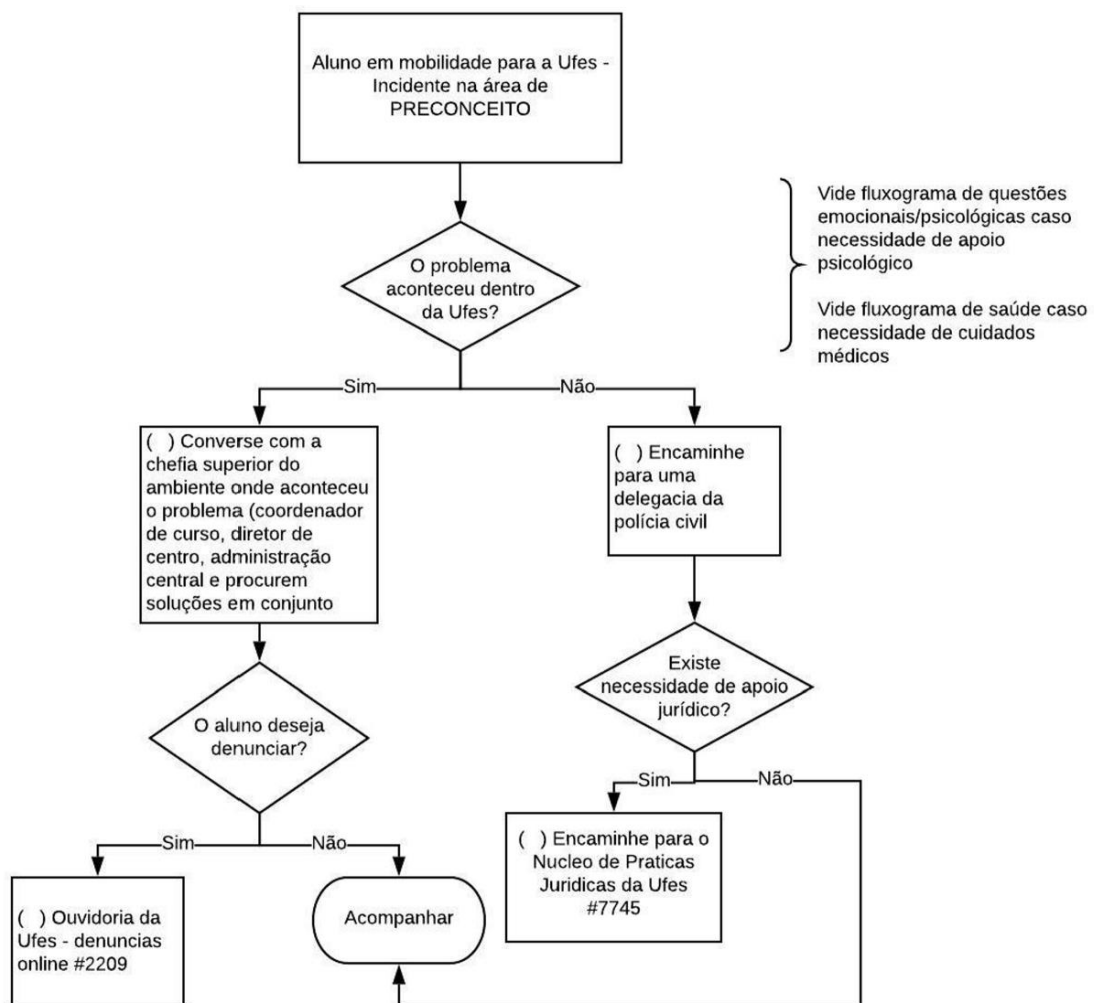 Aluno em mobilidade para a Ufes -
Incidente na área de
PRECONCEITO
Vide fluxograma de questões
emocionais/psicológicas caso
necessidade de apoio
psicológico
Vide fluxograma de saúde caso
necessidade de cuidados
médicos
O problema
aconteceu dentro
da Ufes?
Sim
Não
( ) Converse com a
chefia superior do
ambiente onde aconteceu
o problema (coordenador
de curso, diretor de
centro, administração
central e procurem
soluções em conjunto
( ) Encaminhe
para uma
delegacia da
polícia civil
O aluno deseja
denunciar?
Existe
necessidade de apoio
jurídico?
Sim
Não
Sim
Não
( ) Ouvidoria da
Ufes - denuncias
online #2209
Acompanhar
( ) Encaminhe para o
Nucleo de Praticas
Juridicas da Ufes
#7745